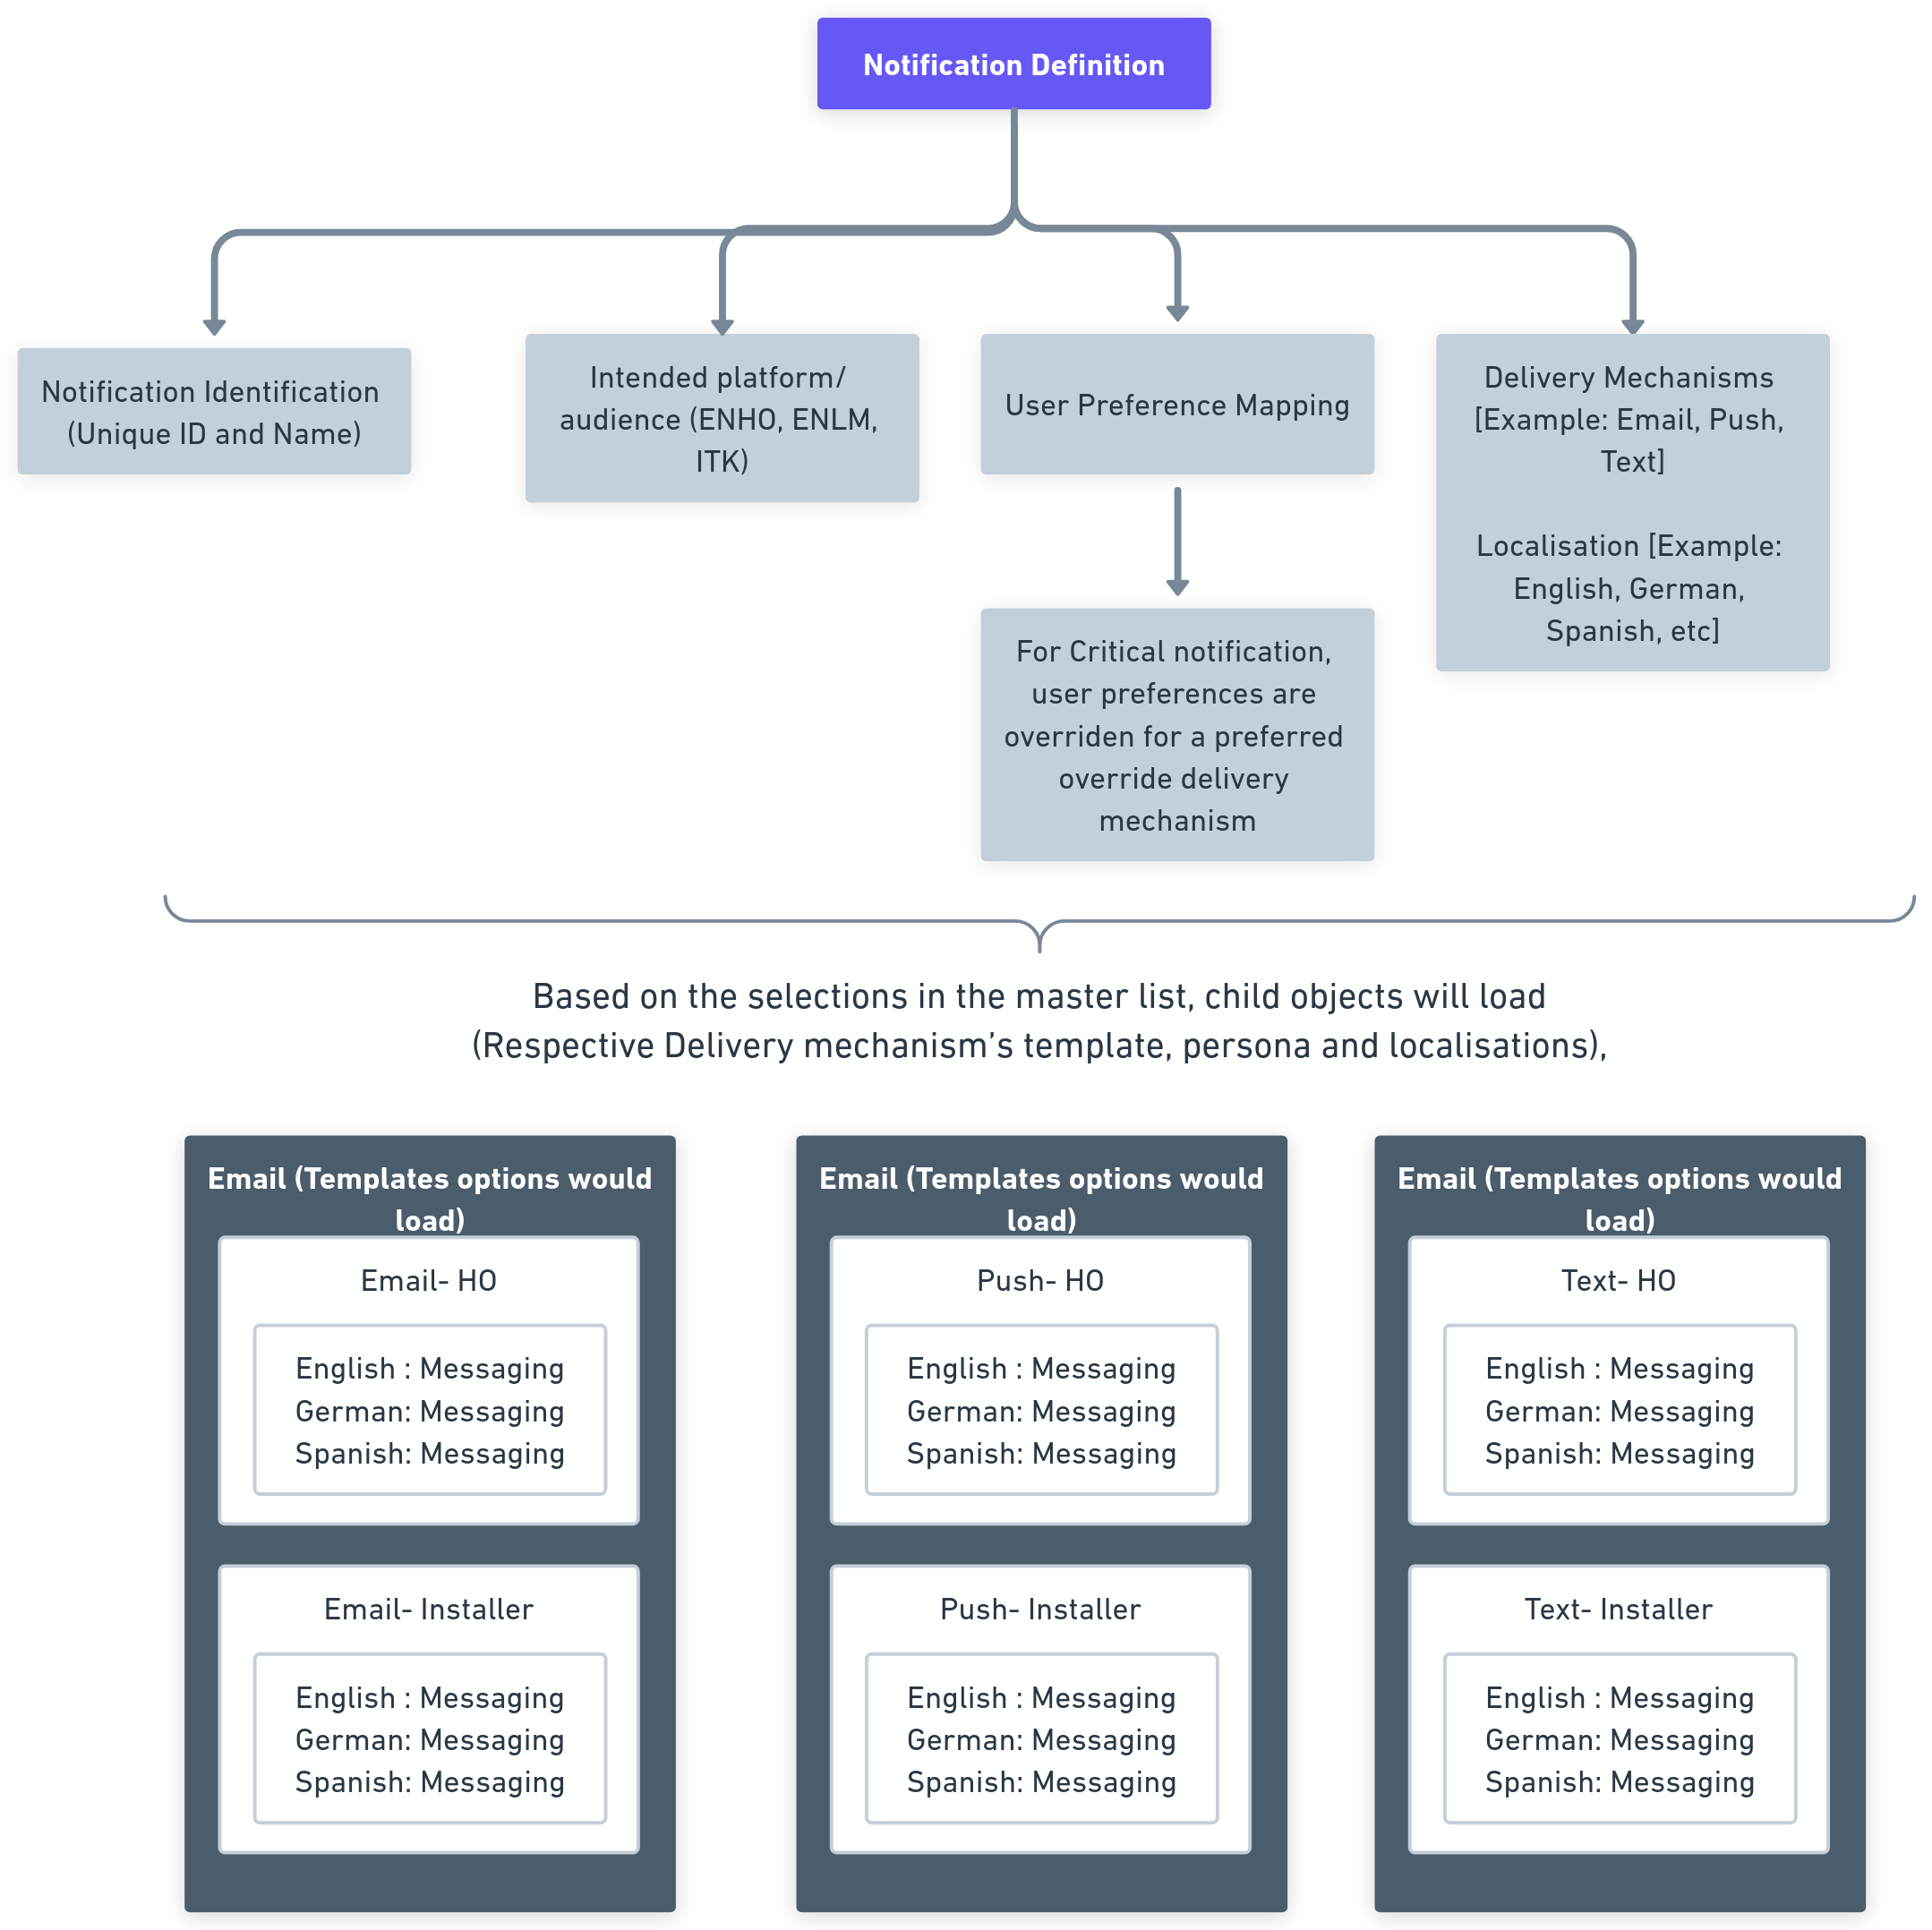 Notification Definition
Notification Identification
(Unique ID and Name)
Intended platform/
audience (ENHO, ENLM,
ITK)
User Preference Mapping
Delivery Mechanisms
[Example: Email, Push,
Text]
Localisation [Example:
English, German,
Spanish, etc]
For Critical notification,
user preferences are
overriden for a preferred
override delivery
mechanism
Based on the selections in the master list, child objects will load
(Respective Delivery mechanism’s template, persona and localisations),
Email (Templates options would
load)
Email- HO
English : Messaging
German: Messaging
Spanish: Messaging
Email- Installer
English : Messaging
German: Messaging
Spanish: Messaging
Email (Templates options would
load)
Push- HO
English : Messaging
German: Messaging
Spanish: Messaging
Push- Installer
English : Messaging
German: Messaging
Spanish: Messaging
Email (Templates options would
load)
Text- HO
English : Messaging
German: Messaging
Spanish: Messaging
Text- Installer
English : Messaging
German: Messaging
Spanish: Messaging